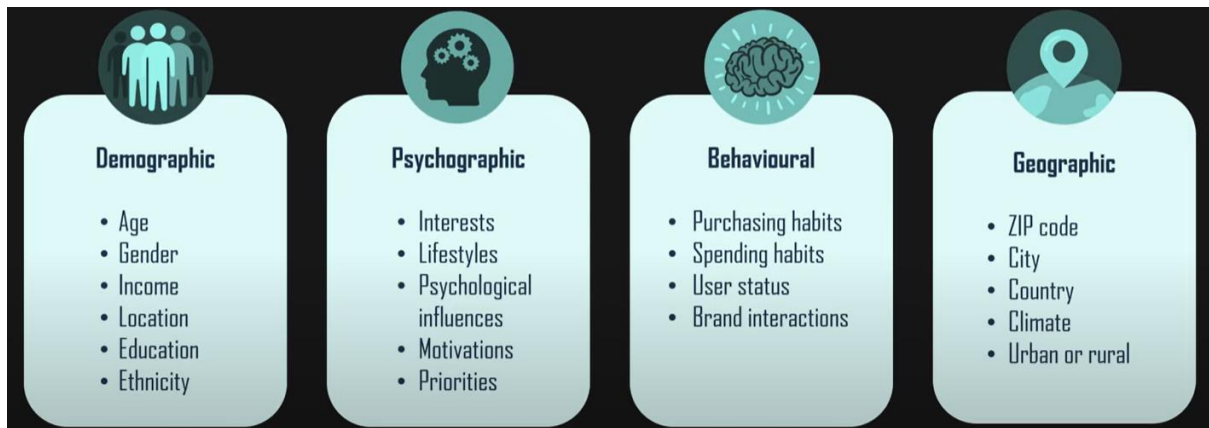 Demographic
• Age
• Gender
• Income
• Location
• Education
• Ethnicity
Psychographic
• Interests
• Lifestyles
• Psychological
influences
• Motivations
• Priorities
Behavioural
• Purchasing habits
• Spending habits
• User status
• Brand interactions
Geographic
• ZIP code
• City
• Country
• Climate
• Urban or rural